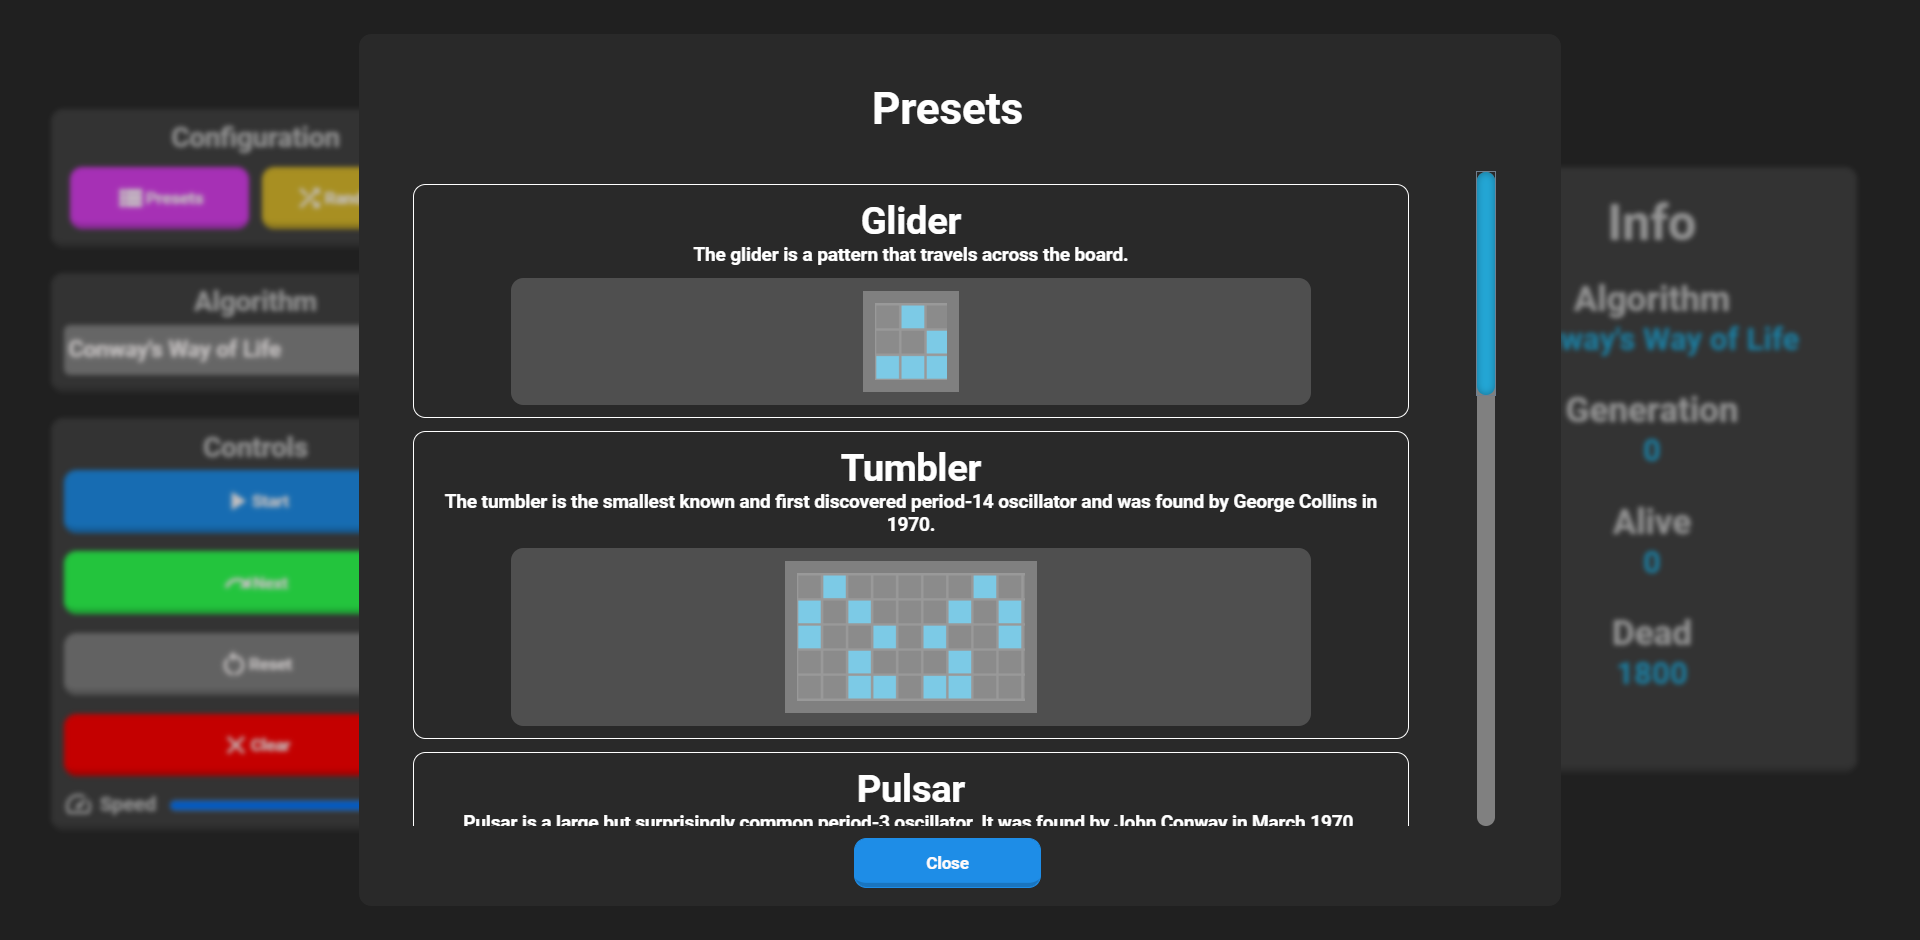 Presets
Glider
The glider is a pattern that travels across the board.
Tumbler
The tumbler is the smallest known and first discovered period-14 oscillator and was found by George Collins in
1970.
Pulsar
Pulsar is a large but surprisingly common period-3 oscillator. It was found by John Conway in March 1970
Close
Configuration
Presets
Algorithm
Conway's Way of Life
Controls
Start
Next
Reset
Clear
Speed
Info
Algorithm
way's Way of Life
Generation
0
Alive
0
Dead
1800